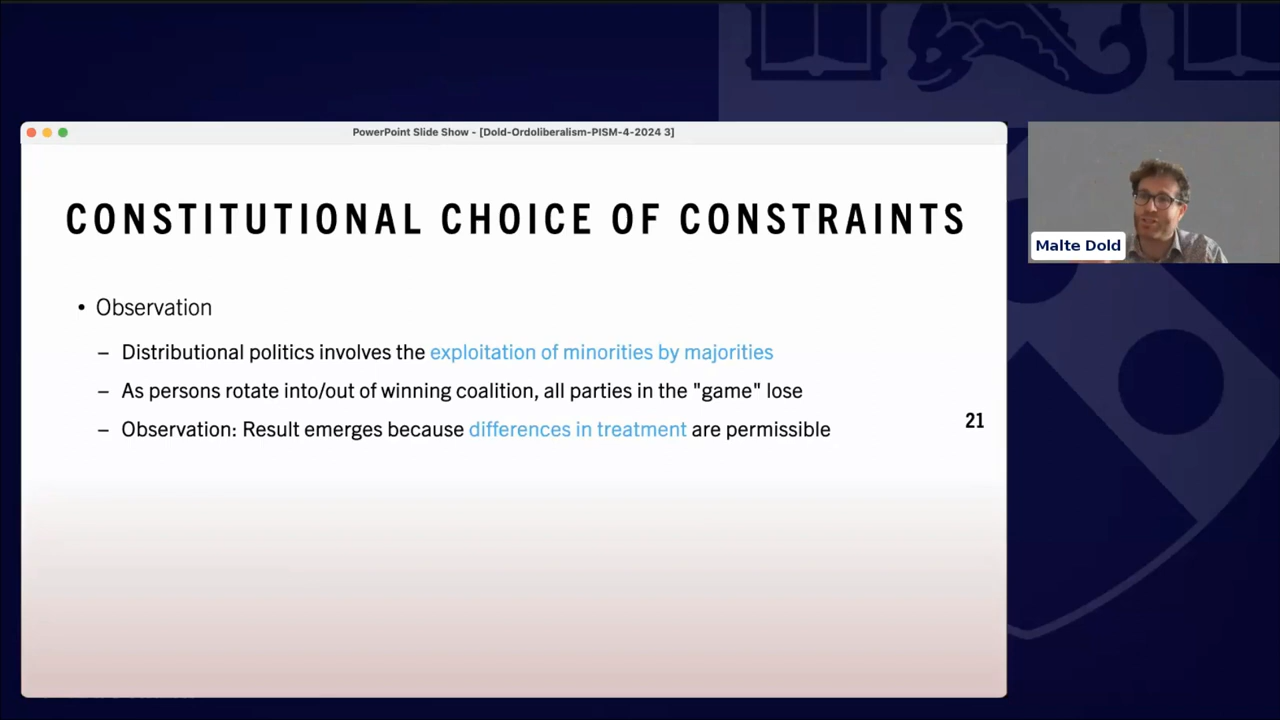 PowerPoint Slide Show - [Dold-Ordoliberalism-PISM-4-2024 3]
CONSTITUTIONAL CHOICE OF CONSTRAINTS
• Observation
– Distributional politics involves the exploitation of minorities by majorities
– As persons rotate into/out of winning coalition, all parties in the "game" lose
– Observation: Result emerges because differences in treatment are permissible
21
Malte Dold